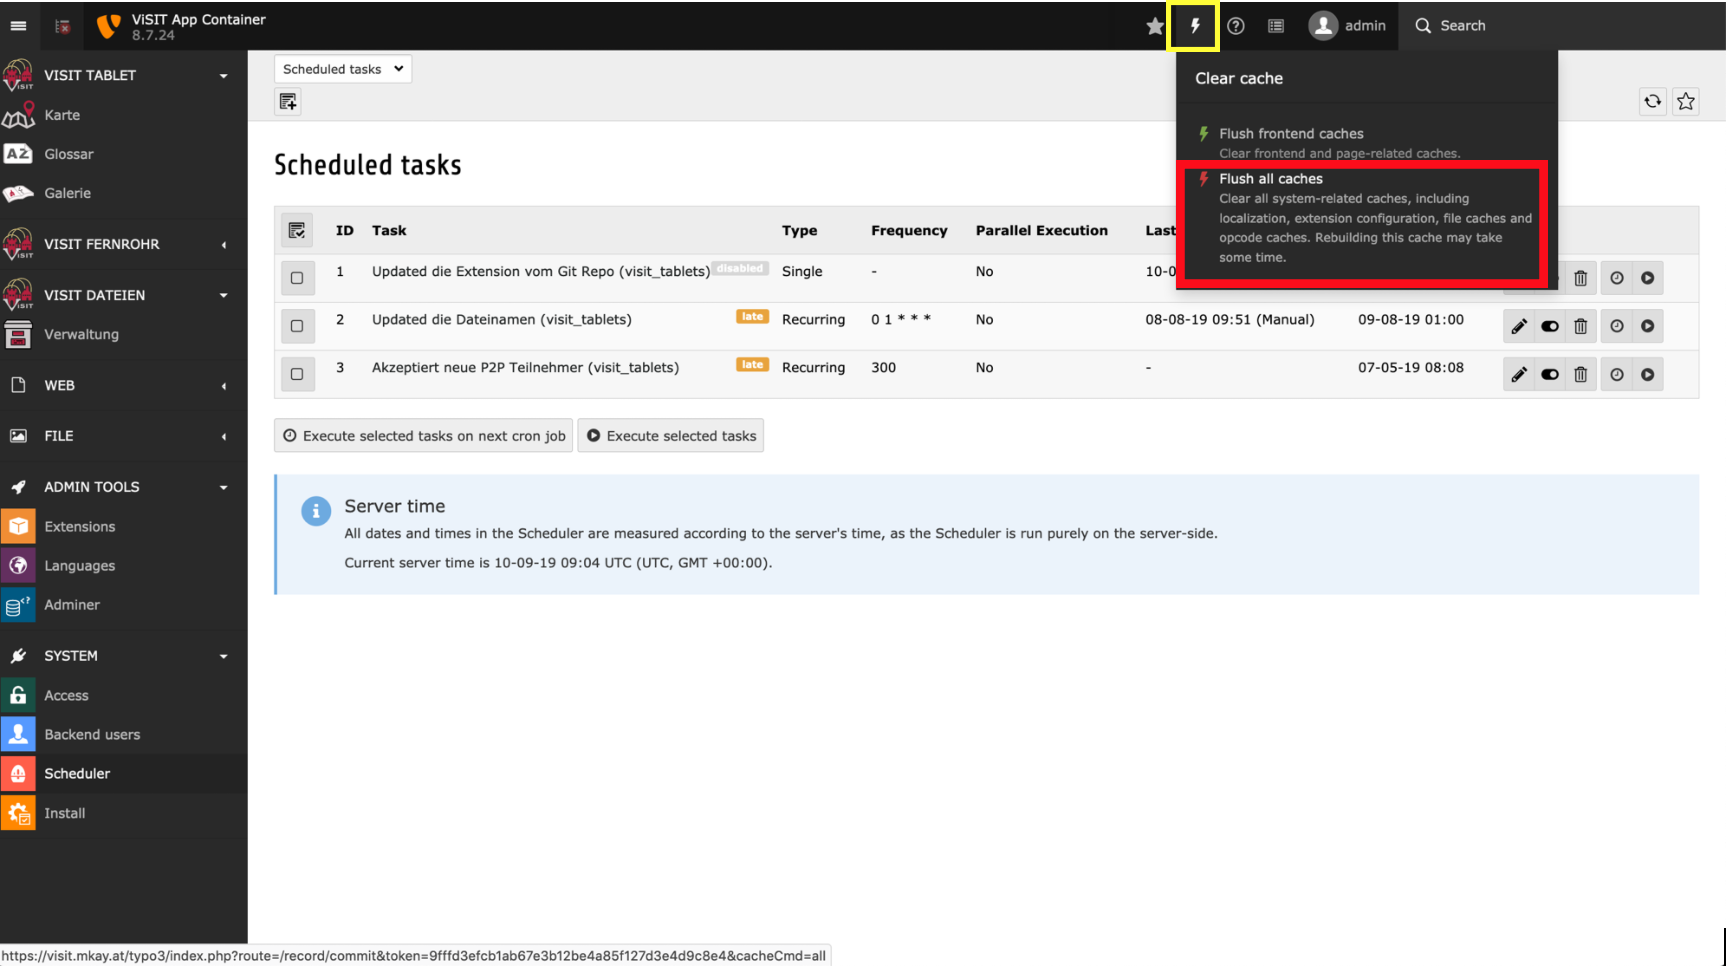 ViSIT App Container
8.7.24
admin
Search
VISIT TABLET
Karte
Glossar
Galerie
VISIT FERNROHR
VISIT DATEIEN
Verwaltung
WEB
FILE
ADMIN TOOLS
Extensions
Languages
Adminer
SYSTEM
Access
Backend users
Scheduler
Install
Scheduled tasks
Clear cache
Flush frontend caches
Clear frontend and page-related caches.
Flush all caches
Clear all system-related caches, including
localization, extension configuration, file caches and
opcode caches. Rebuilding this cache may take
some time.
Scheduled tasks
ID Task Type Frequency Parallel Execution Last
1 Updated die Extension vom Git Repo (visit_tablets) disabled Single - No 10-0
2 Updated die Dateinamen (visit_tablets) late Recurring 0 1 * * * No 08-08-19 09:51 (Manual) 09-08-19 01:00
3 Akzeptiert neue P2P Teilnehmer (visit_tablets) late Recurring 300 No - 07-05-19 08:08
Execute selected tasks on next cron job Execute selected tasks
Server time
All dates and times in the Scheduler are measured according to the server's time, as the Scheduler is run purely on the server-side.
Current server time is 10-09-19 09:04 UTC (UTC, GMT +00:00).
https://visit.mkay.at/typo3/index.php?route=/record/commit&token=9fffd3efcb1ab67e3b12be4a85f127d3e4d9c8e4&cacheCmd=all